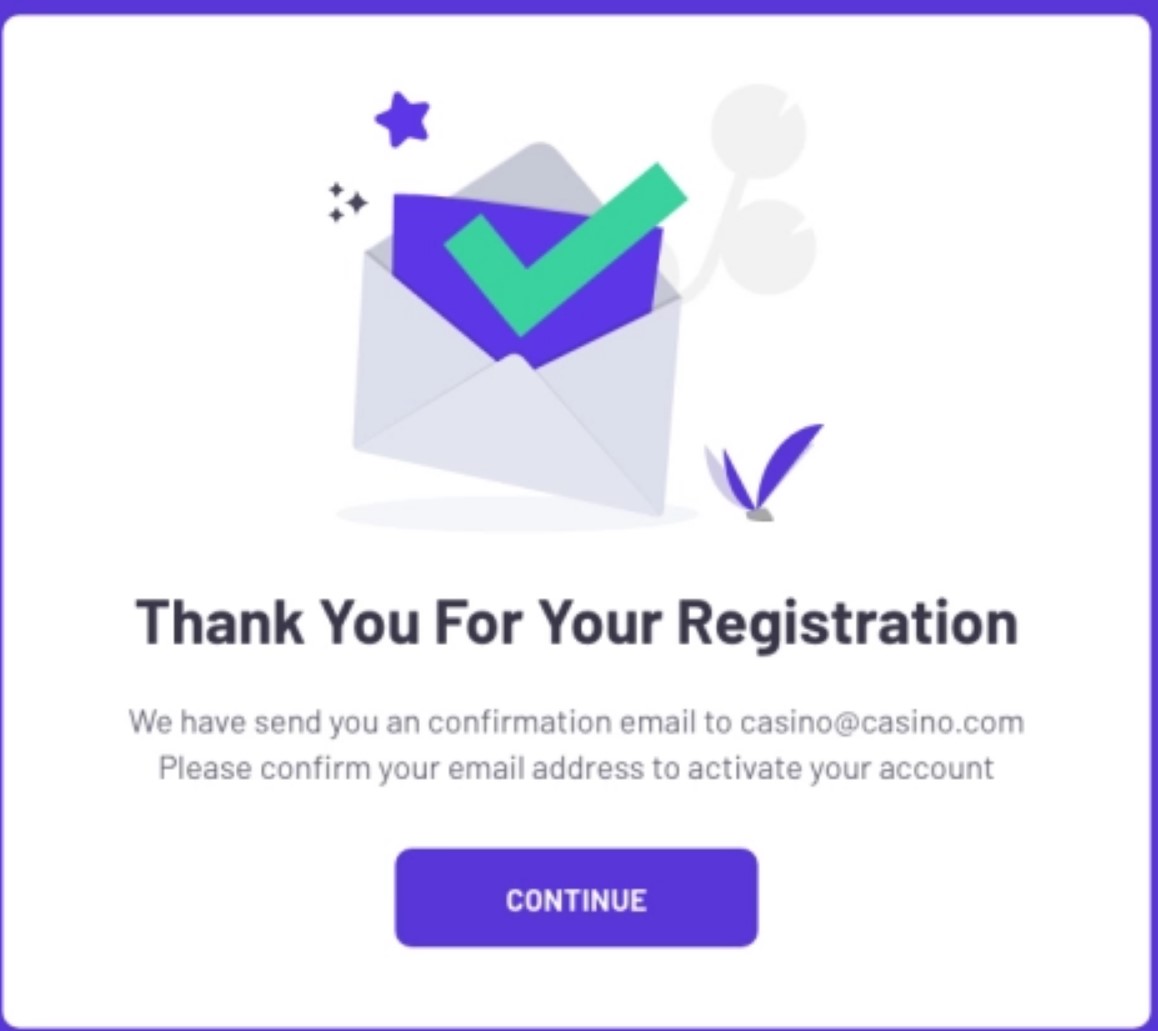 Thank You For Your Registration
We have send you an confirmation email to casino@casino.com
Please confirm your email address to activate your account
CONTINUE